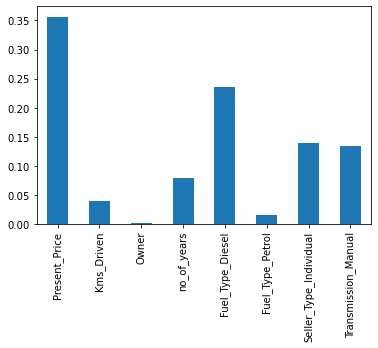 0.35
0.30
0.25
0.20
0.15
0.10
0.05
0.00
Present_Price
Kms_Driven
Owner
no_of_years
Fuel_Type_Diesel
Fuel_Type_Petrol
Seller_Type_Individual
Transmission_Manual